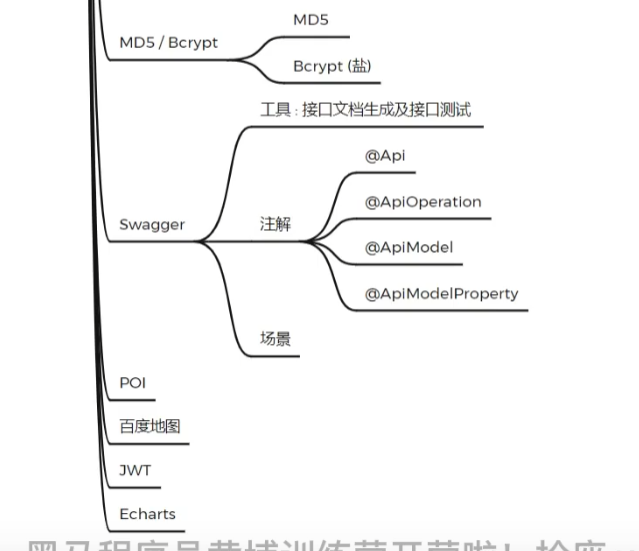 MD5
MD5 / Bcrypt
Bcrypt (盐)
工具 : 接口文档生成及接口测试
@Api
@ApiOperation
Swagger
注解
@ApiModel
@ApiModelProperty
场景
POI
百度地图
JWT
Echarts